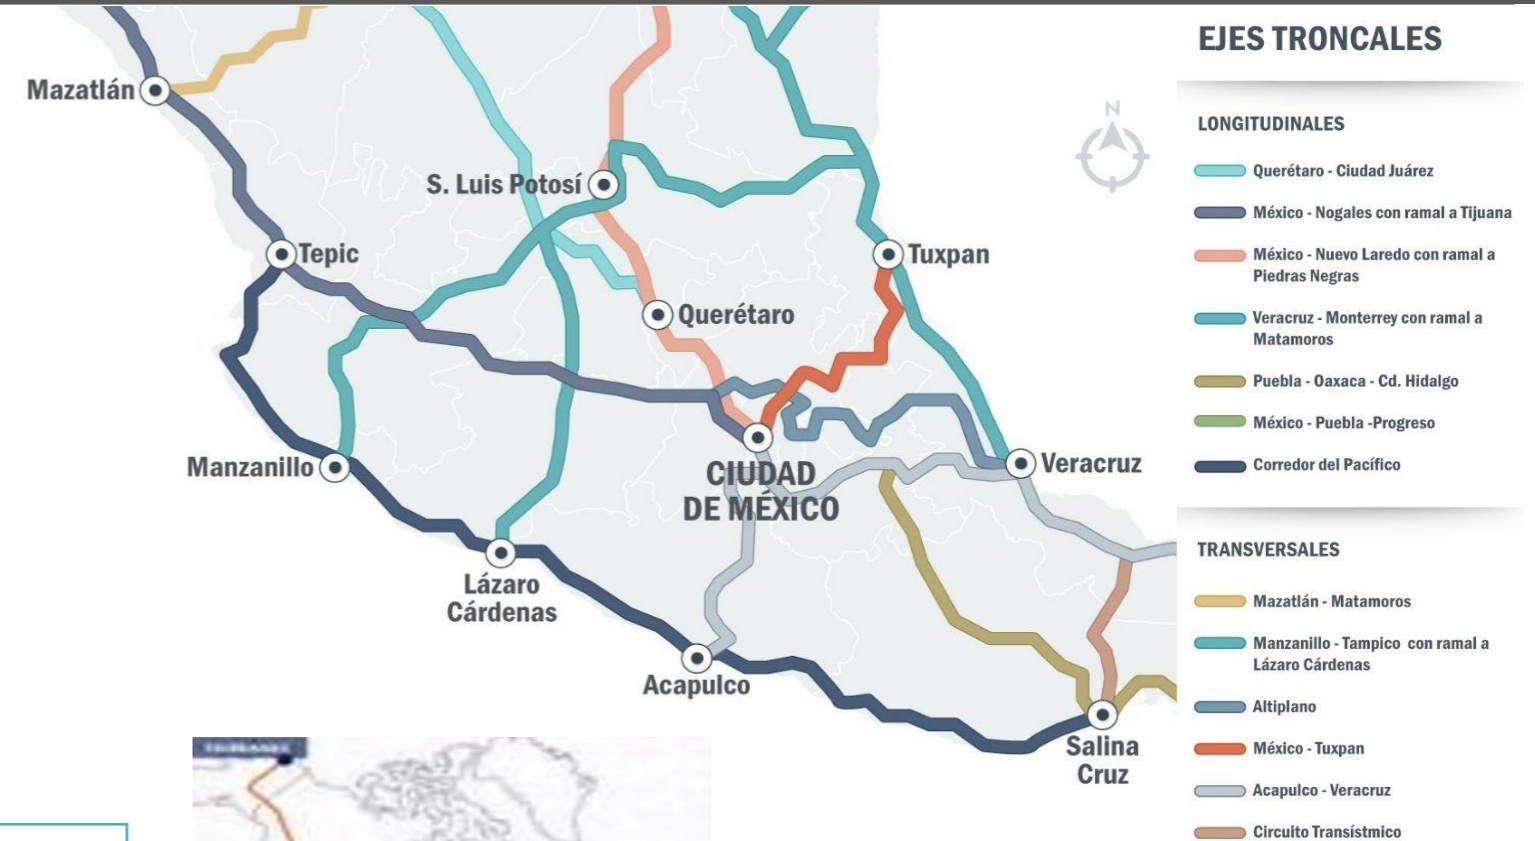 Mazatlán
S. Luis Potosí
Tepic
Tuxpan
Querétaro
Manzanillo
CIUDAD
DE MÉXICO
Veracruz
Lázaro
Cárdenas
Acapulco
Salina
Cruz
N
EJES TRONCALES
LONGITUDINALES
Querétaro - Ciudad Juárez
México - Nogales con ramal a Tijuana
México - Nuevo Laredo con ramal a
Piedras Negras
Veracruz - Monterrey con ramal a
Matamoros
Puebla - Oaxaca - Cd. Hidalgo
México - Puebla -Progreso
Corredor del Pacífico
TRANSVERSALES
Mazatlán - Matamoros
Manzanillo - Tampico con ramal a
Lázaro Cárdenas
Altiplano
México - Tuxpan
Acapulco - Veracruz
Circuito Transístmico